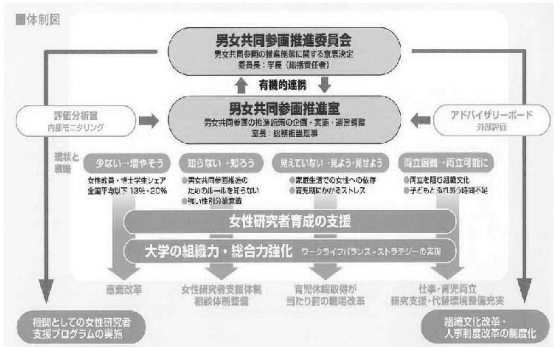 ■体制図
男女共同参画推進委員会
男女共同参画の推進施策に関する意思決定
委員長：学長（総括責任者）
有機的連携
評価分析室
内部モニタリング
男女共同参画推進室
男女共同参画の推進施策の企画・実施・運営調整
室長：総務担当理事
アドバイザリーボード
外部評価
現状と
課題
少ない→増やそう
女性教員・博士学生シェア
全国平均以下 13%・20%
知らない→知ろう
●男女共同参画推進の
ためのルールを知らない
●強い性別分業意識
見えていない→見よう・見せよう
●家庭生活での女性への依存
●育児期にかかるストレス
両立困難→両立可能に
●両立を阻む組織文化
●子どもとふれあう時間不足
女性研究者育成の支援
大学の組織力・総合力強化 ワークライフバランス・ストラテジーの実現
意識改革
女性研究者支援体制
相談体制整備
育児休暇取得が
当たり前の職場改革
仕事・育児両立
研究支援・代替環境整備充実
機関としての女性研究者
支援プログラムの実施
組織文化改革・
人事制度改革の制度化